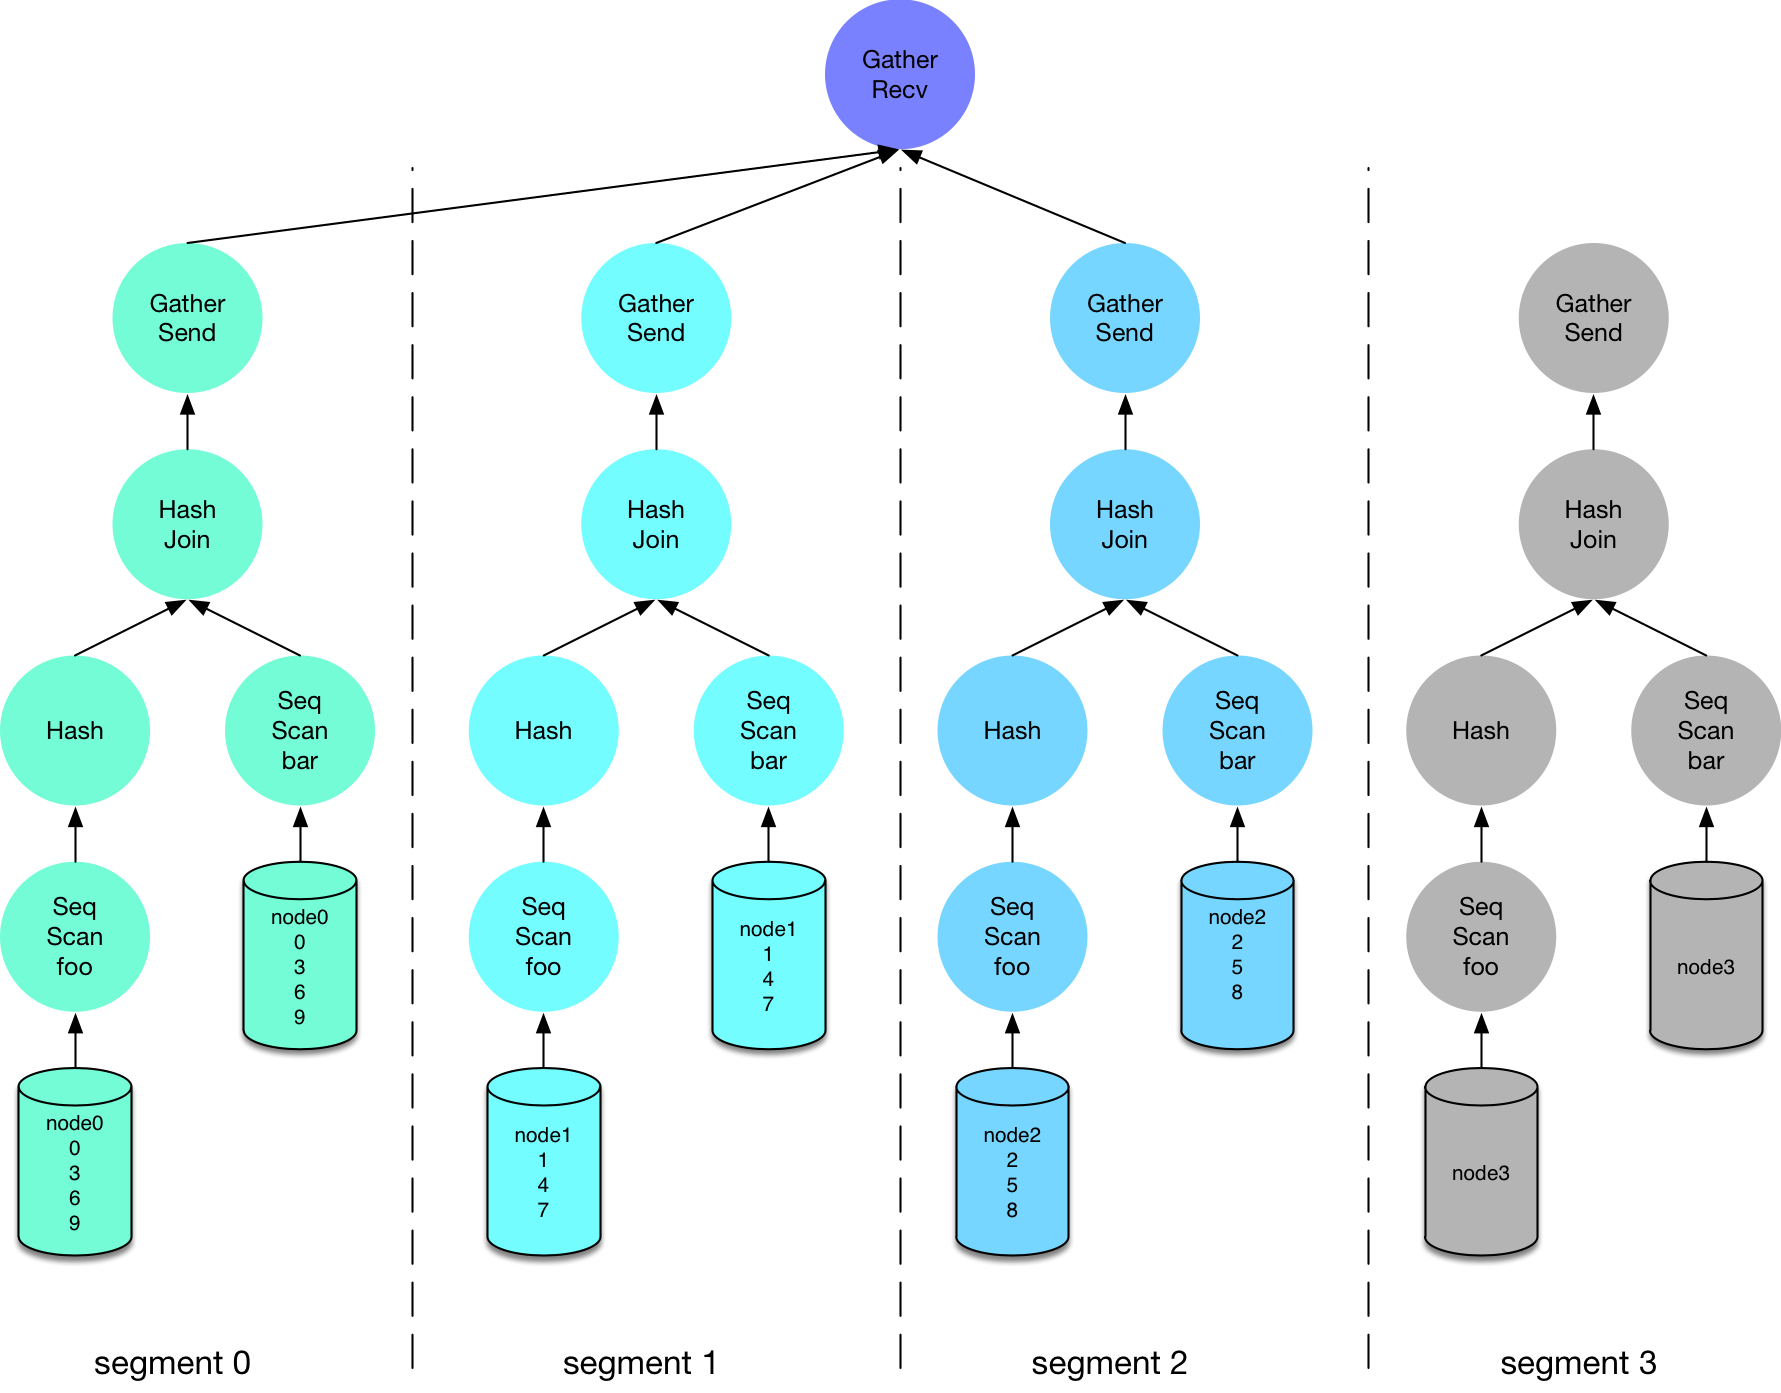 Gather
Recv
Gather
Send
Gather
Send
Gather
Send
Gather
Send
Hash
Join
Hash
Join
Hash
Join
Hash
Join
Hash
Seq
Scan
bar
Hash
Seq
Scan
bar
Hash
Seq
Scan
bar
Hash
Seq
Scan
bar
Seq
Scan
foo
node0
0
3
6
9
Seq
Scan
foo
node1
1
4
7
Seq
Scan
foo
node2
2
5
8
Seq
Scan
foo
node3
node0
0
3
6
9
node1
1
4
7
node2
2
5
8
node3
segment 0
segment 1
segment 2
segment 3